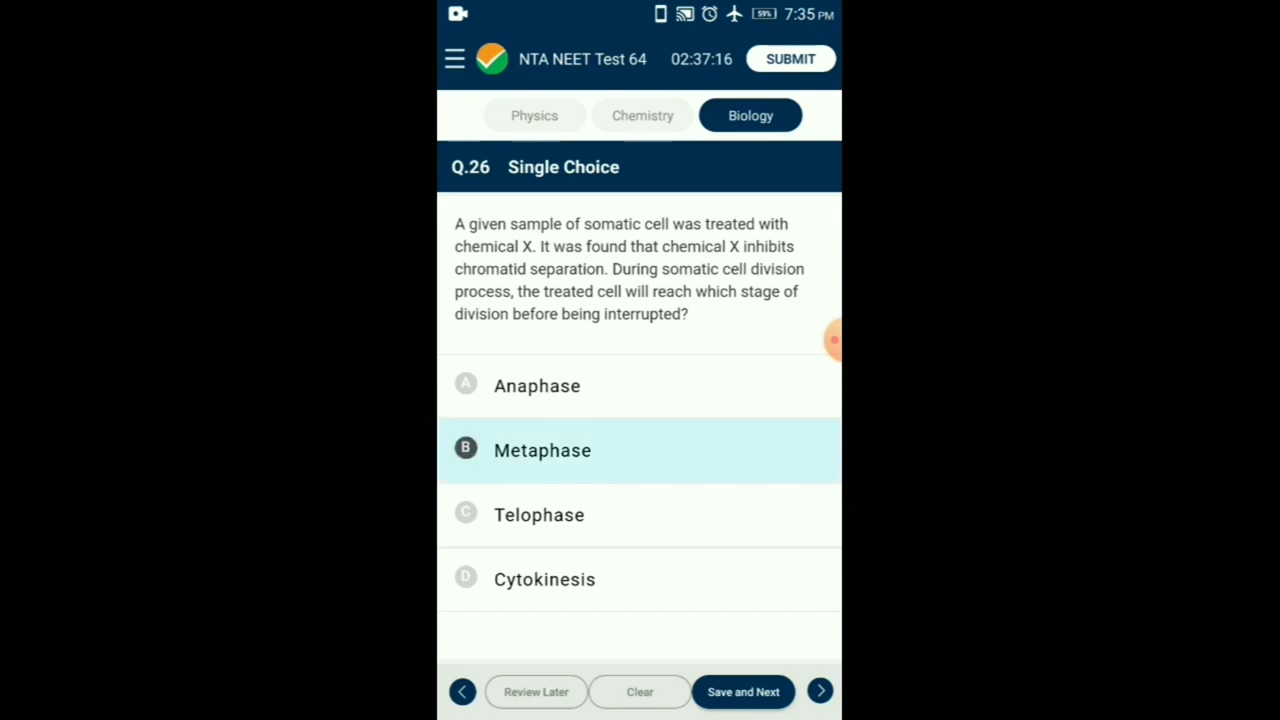 59% 7:35 PM
NTA NEET Test 64 02:37:16 SUBMIT
Physics Chemistry Biology
Q.26 Single Choice
A given sample of somatic cell was treated with
chemical X. It was found that chemical X inhibits
chromatid separation. During somatic cell division
process, the treated cell will reach which stage of
division before being interrupted?
A Anaphase
B Metaphase
C Telophase
D Cytokinesis
Review Later Clear Save and Next